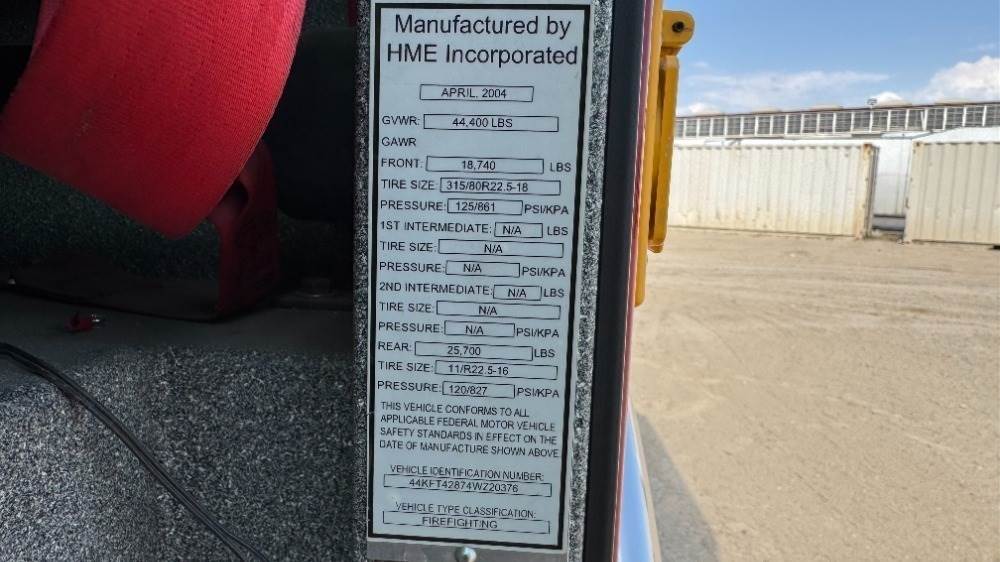 Manufactured by
HME Incorporated
APRIL, 2004
GVWR: 44,400 LBS
GAWR
FRONT: 18,740 LBS
TIRE SIZE: 315/80R22.5-18
PRESSURE: 125/861 PSI/KPA
1ST INTERMEDIATE: N/A LBS
TIRE SIZE: N/A
PRESSURE: N/A PSI/KPA
2ND INTERMEDIATE: N/A LBS
TIRE SIZE: N/A
PRESSURE: N/A PSI/KPA
REAR: 25,700 LBS
TIRE SIZE: 11/R22.5-16
PRESSURE: 120/827 PSI/KPA
THIS VEHICLE CONFORMS TO ALL
APPLICABLE FEDERAL MOTOR VEHICLE
SAFETY STANDARDS IN EFFECT ON THE
DATE OF MANUFACTURE SHOWN ABOVE
VEHICLE IDENTIFICATION NUMBER:
44KFT42874WZ20376
VEHICLE TYPE CLASSIFICATION:
FIREFIGHTING